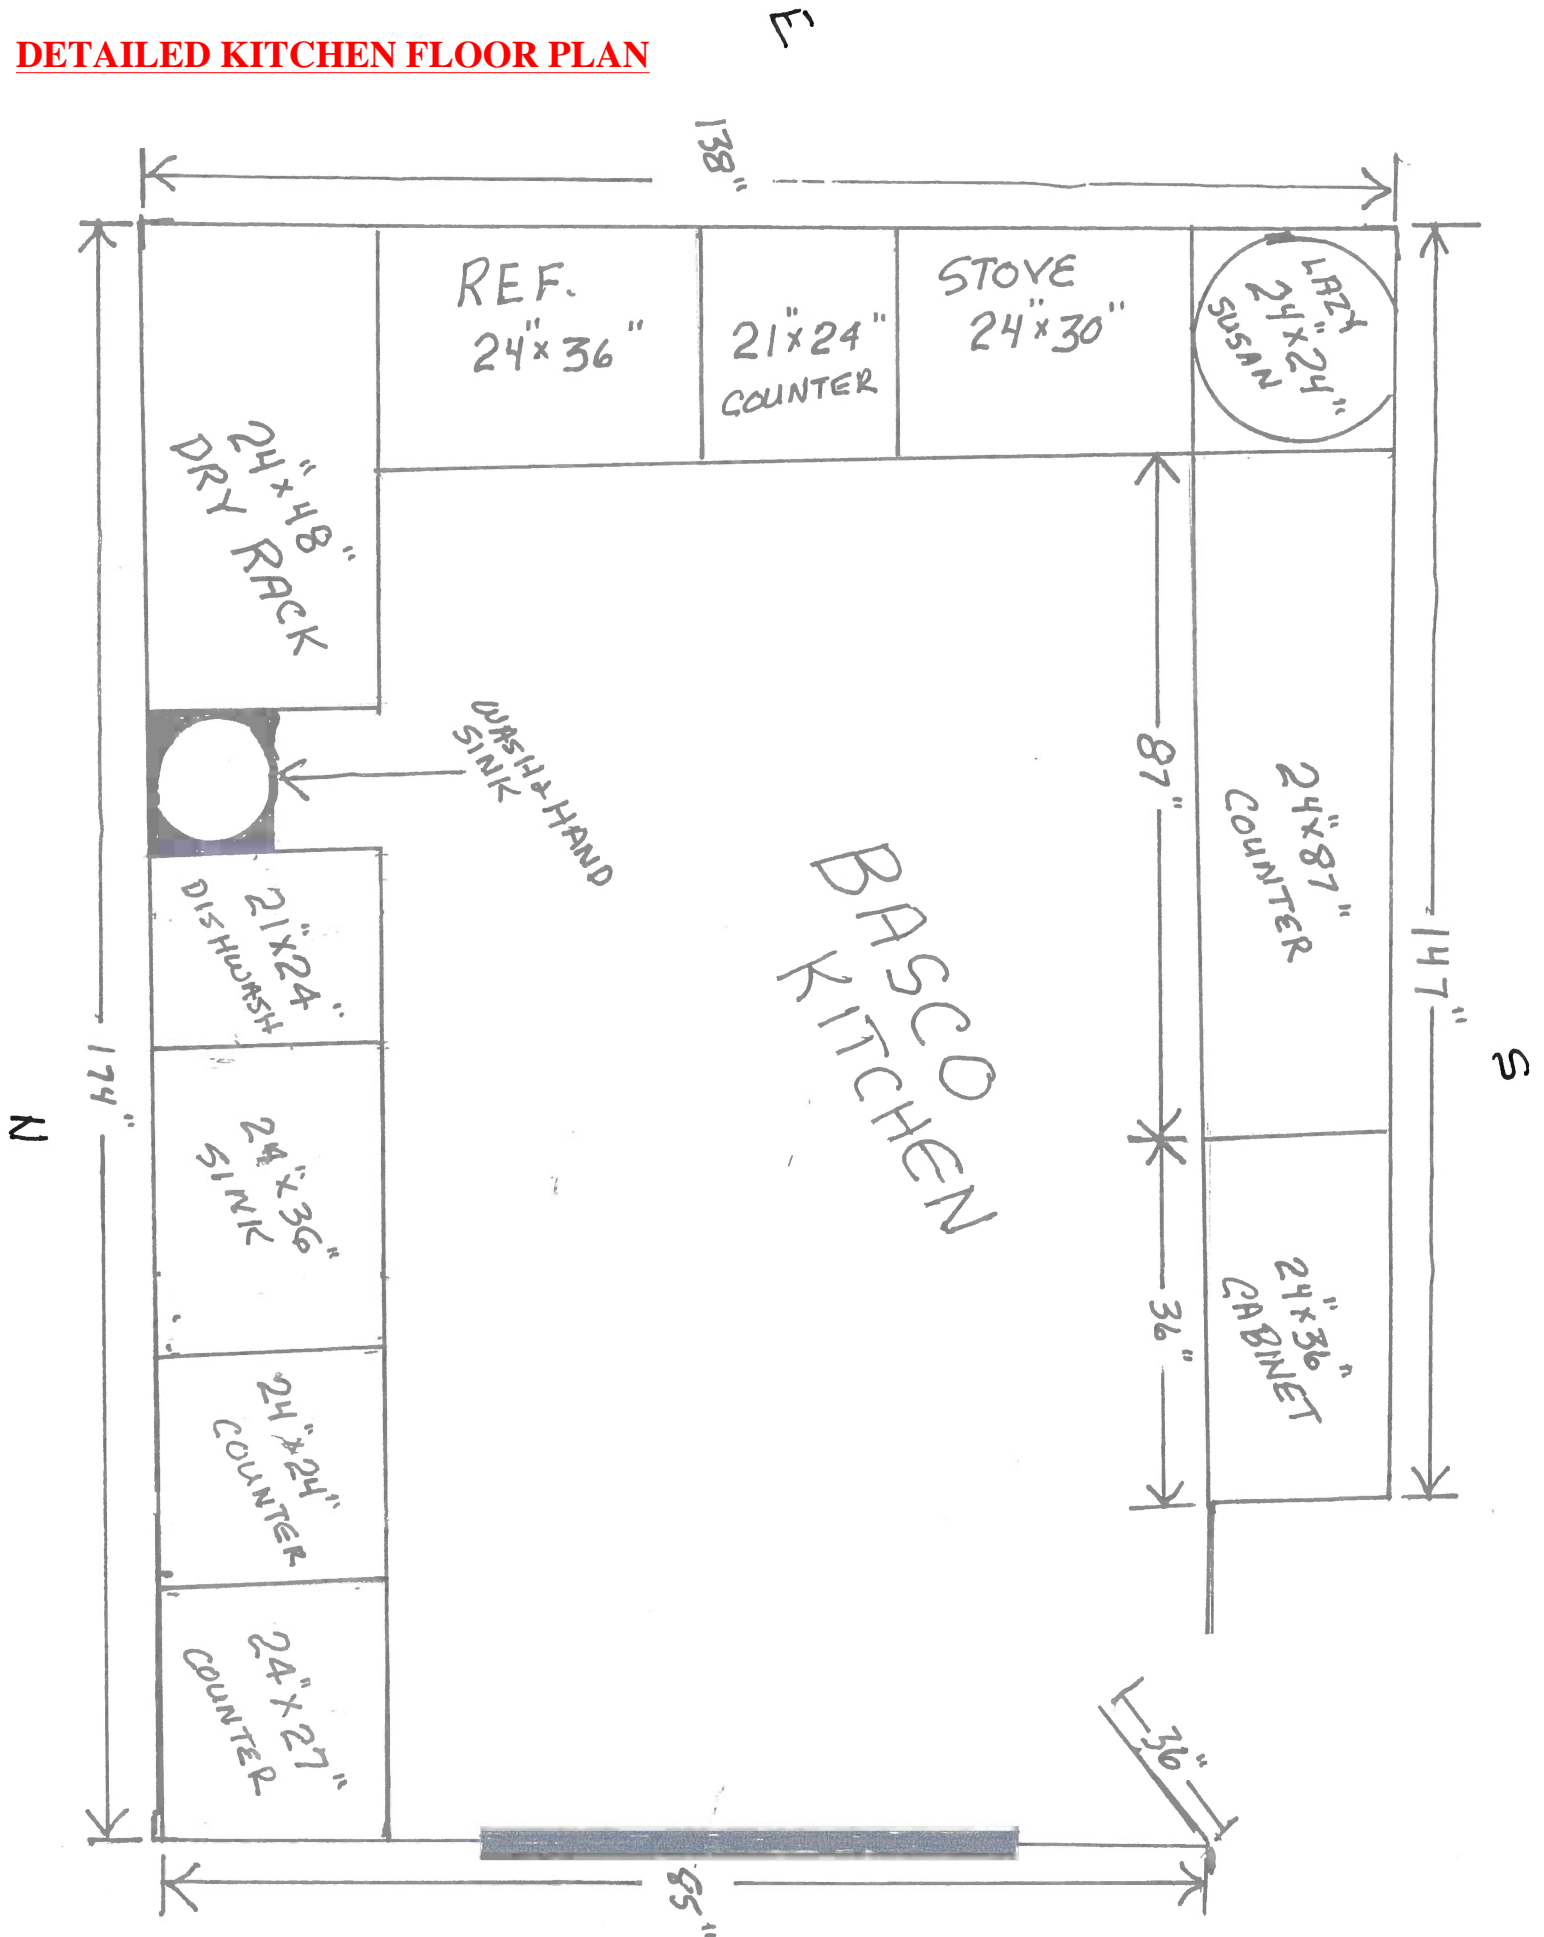 E
DETAILED KITCHEN FLOOR PLAN
138"
REF.
24"x 36"
21"x24"
COUNTER
STOVE
24"x30"
LAZY
24"x24"
SUSAN
24"x48"
DRY RACK
WASH HAND
SINK
87"
24"x87"
COUNTER
147"
S
21"x24"
DISHWASH
BASCO
KITCHEN
174"
N
24"x36"
SINK
36"
24"x36"
CABINET
24"x24"
COUNTER
24"x27"
COUNTER
36"
85"